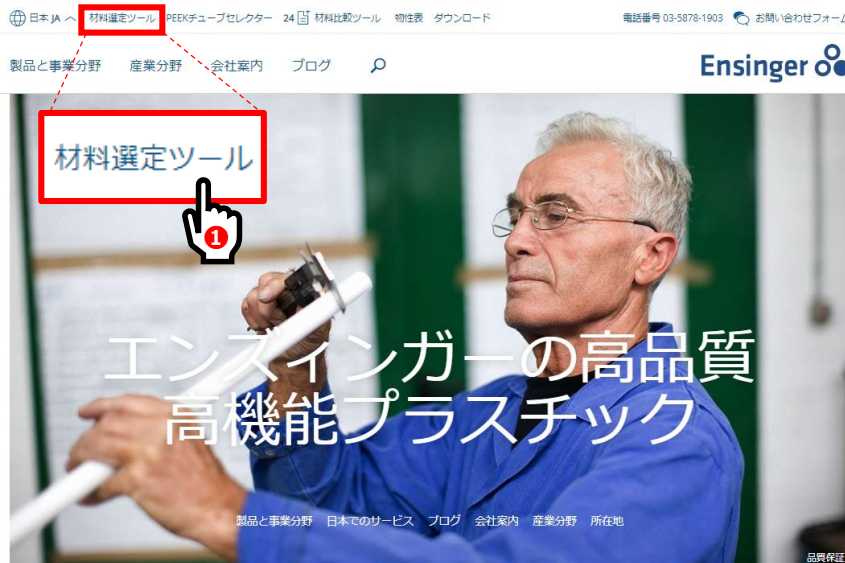 日本 JA 材料選定ツール PEEKチューブセレクター 24 材料比較ツール 物性表 ダウンロード 電話番号 03-5878-1903 お問い合わせフォーム
製品と事業分野 産業分野 会社案内 ブログ Ensinger
材料選定ツール
1
エンズィンガーの高品質
高機能プラスチック
製品と事業分野 日本でのサービス ブログ 会社案内 産業分野 所在地
品質保証